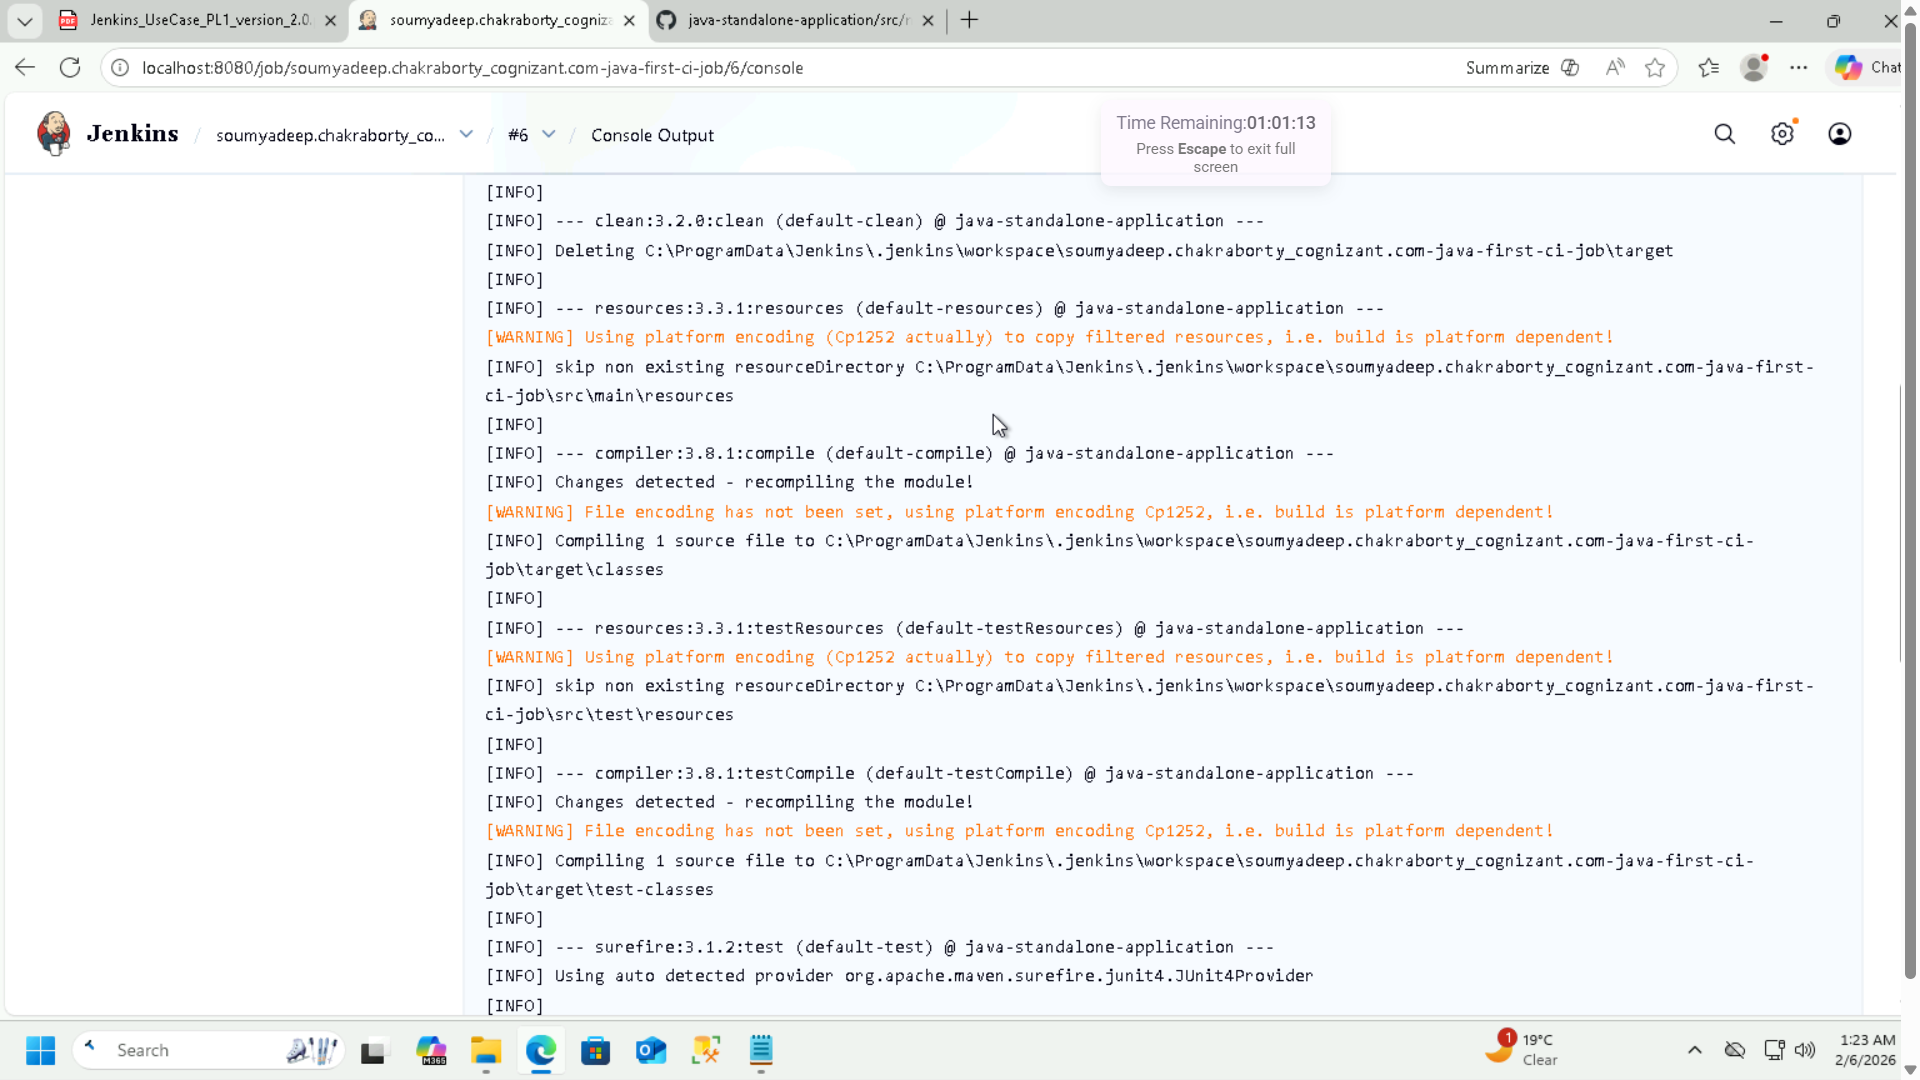 Jenkins_UseCase_PL1_version_2.0.
soumyadeep.chakraborty_cogniza
java-standalone-application/src/r
localhost:8080/job/soumyadeep.chakraborty_cognizant.com-java-first-ci-job/6/console
Summarize
Chat
Jenkins / soumyadeep.chakraborty_co... / #6 / Console Output
Time Remaining:01:01:13
Press Escape to exit full
screen
[INFO]
[INFO] --- clean:3.2.0:clean (default-clean) @ java-standalone-application ---
[INFO] Deleting C:\ProgramData\Jenkins\.jenkins\workspace\soumyadeep.chakraborty_cognizant.com-java-first-ci-job\target
[INFO]
[INFO] --- resources:3.3.1:resources (default-resources) @ java-standalone-application ---
[WARNING] Using platform encoding (Cp1252 actually) to copy filtered resources, i.e. build is platform dependent!
[INFO] skip non existing resourceDirectory C:\ProgramData\Jenkins\.jenkins\workspace\soumyadeep.chakraborty_cognizant.com-java-first-
ci-job\src\main\resources
[INFO]
[INFO] --- compiler:3.8.1:compile (default-compile) @ java-standalone-application ---
[INFO] Changes detected - recompiling the module!
[WARNING] File encoding has not been set, using platform encoding Cp1252, i.e. build is platform dependent!
[INFO] Compiling 1 source file to C:\ProgramData\Jenkins\.jenkins\workspace\soumyadeep.chakraborty_cognizant.com-java-first-ci-
job\target\classes
[INFO]
[INFO] --- resources:3.3.1:testResources (default-testResources) @ java-standalone-application ---
[WARNING] Using platform encoding (Cp1252 actually) to copy filtered resources, i.e. build is platform dependent!
[INFO] skip non existing resourceDirectory C:\ProgramData\Jenkins\.jenkins\workspace\soumyadeep.chakraborty_cognizant.com-java-first-
ci-job\src\test\resources
[INFO]
[INFO] --- compiler:3.8.1:testCompile (default-testCompile) @ java-standalone-application ---
[INFO] Changes detected - recompiling the module!
[WARNING] File encoding has not been set, using platform encoding Cp1252, i.e. build is platform dependent!
[INFO] Compiling 1 source file to C:\ProgramData\Jenkins\.jenkins\workspace\soumyadeep.chakraborty_cognizant.com-java-first-ci-
job\target\test-classes
[INFO]
[INFO] --- surefire:3.1.2:test (default-test) @ java-standalone-application ---
[INFO] Using auto detected provider org.apache.maven.surefire.junit4.JUnit4Provider
[INFO]
Search
M365
1
19°C
Clear
1:23 AM
2/6/2026